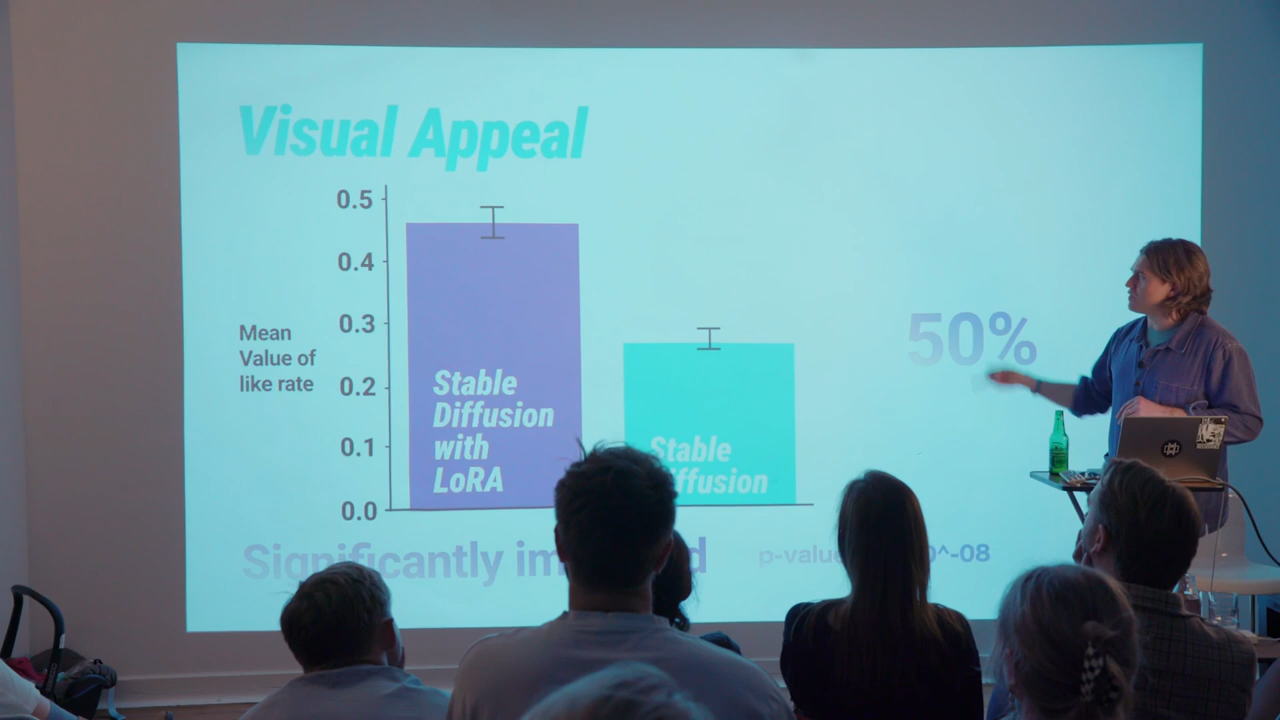 Visual Appeal
0.5
0.4
0.3
0.2
0.1
0.0
Mean
Value of
like rate
Stable
Diffusion
with
LoRA
Stable
50%
Significantly